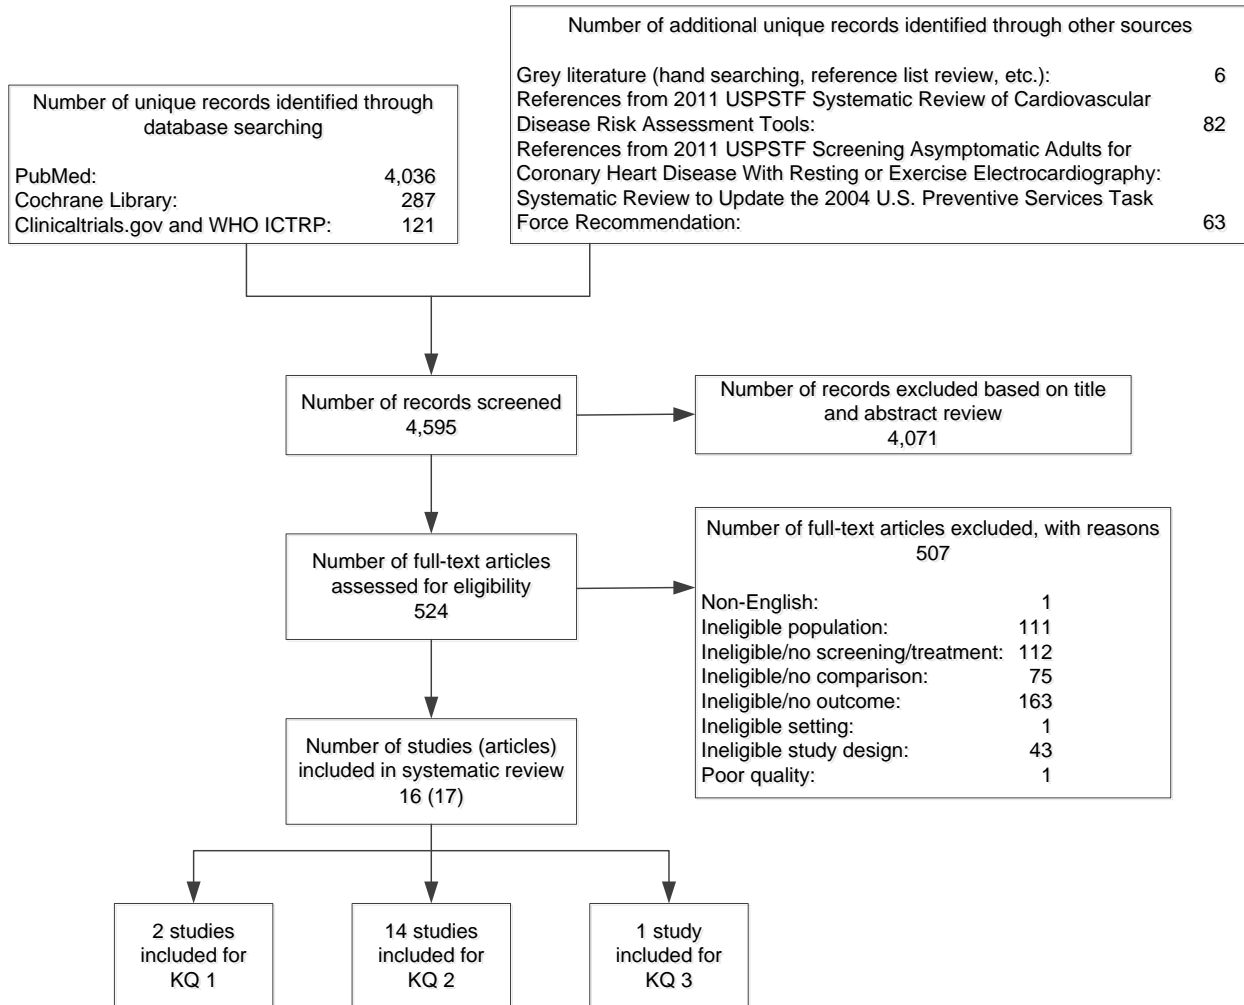 Number of unique records identified through
database searching
PubMed: 4,036
Cochrane Library: 287
Clinicaltrials.gov and WHO ICTRP: 121
Number of additional unique records identified through other sources
Grey literature (hand searching, reference list review, etc.): 6
References from 2011 USPSTF Systematic Review of Cardiovascular
Disease Risk Assessment Tools: 82
References from 2011 USPSTF Screening Asymptomatic Adults for
Coronary Heart Disease With Resting or Exercise Electrocardiography:
Systematic Review to Update the 2004 U.S. Preventive Services Task
Force Recommendation: 63
Number of records screened
4,595
Number of records excluded based on title
and abstract review
4,071
Number of full-text articles
assessed for eligibility
524
Number of full-text articles excluded, with reasons
507
Non-English: 1
Ineligible population: 111
Ineligible/no screening/treatment: 112
Ineligible/no comparison: 75
Ineligible/no outcome: 163
Ineligible setting: 1
Ineligible study design: 43
Poor quality: 1
Number of studies (articles)
included in systematic review
16 (17)
2 studies
included for
KQ 1
14 studies
included for
KQ 2
1 study
included for
KQ 3